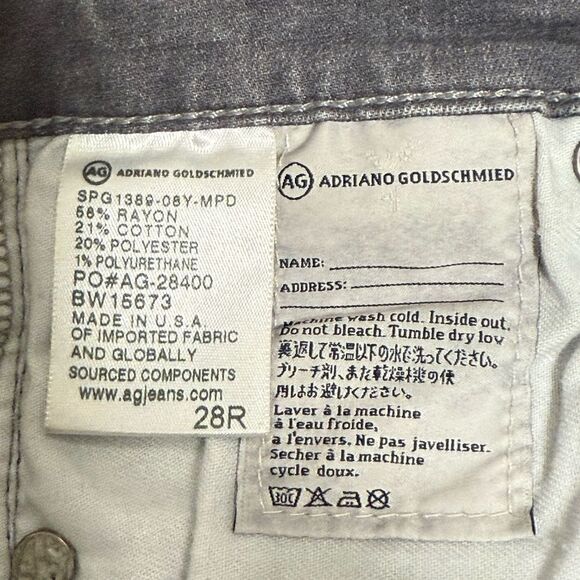 AG ADRIANO GOLDSCHMIED
SPG1389-08Y-MPD
58% RAYON
21% COTTON
20% POLYESTER
1% POLYURETHANE
PO#AG-28400
BW15673
MADE IN U.S.A.
OF IMPORTED FABRIC
AND GLOBALLY
SOURCED COMPONENTS
www.agjeans.com
28R
AG ADRIANO GOLDSCHMIED
NAME:
ADDRESS:
Machine wash cold. Inside out.
Do not bleach. Tumble dry low
裏返して常温以下の水で洗ってください。
ブリーチ剤、また乾燥機の使
用はお避けください。
Laver à la machine
à l'eau froide,
a l'envers. Ne pas javelliser.
Secher à la machine
cycle doux.
30C